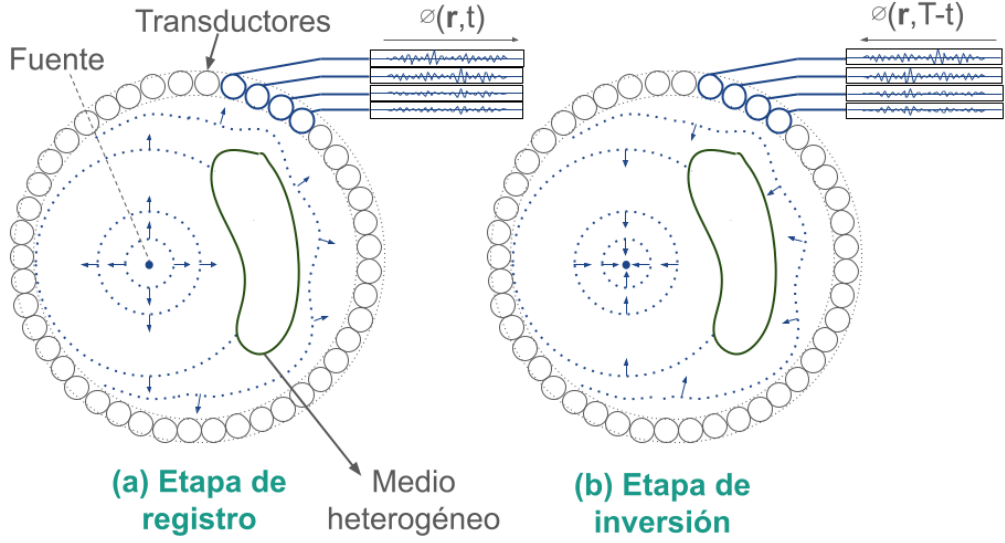 Transductores
∅(r,t)
∅(r,T-t)
Fuente
(a) Etapa de
registro
Medio
heterogéneo
(b) Etapa de
inversión